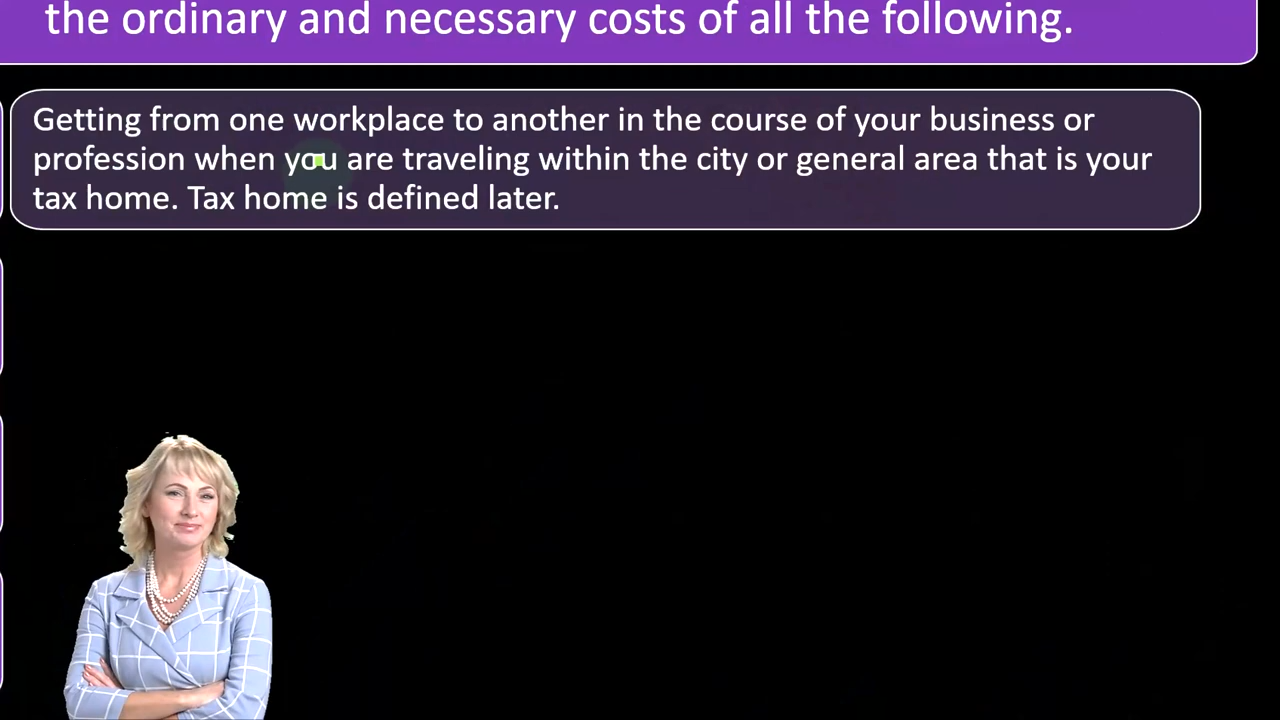 the ordinary and necessary costs of all the following.
Getting from one workplace to another in the course of your business or
profession when you are traveling within the city or general area that is your
tax home. Tax home is defined later.